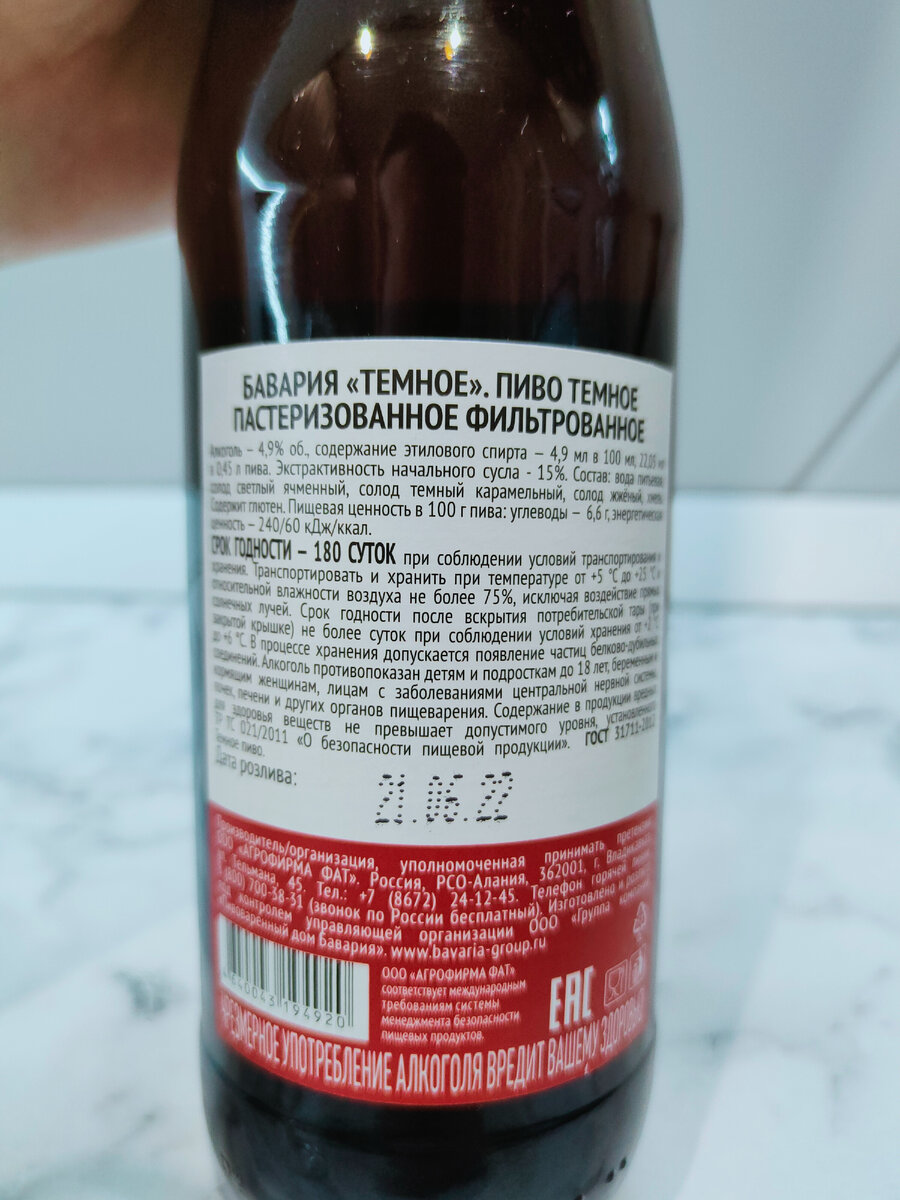 БАВАРИЯ «ТЕМНОЕ». ПИВО ТЕМНОЕ
ПАСТЕРИЗОВАННОЕ ФИЛЬТРОВАННОЕ
Алкоголь – 4,9% об., содержание этилового спирта – 4,9 мл в 100 мл, 22,05 мл
в 0,45 л пива. Экстрактивность начального сусла - 15%. Состав: вода питьевая,
солод светлый ячменный, солод темный карамельный, солод жжёный, хмель.
Содержит глютен. Пищевая ценность в 100 г пива: углеводы – 6,6 г, энергетическая
ценность – 240/60 кДж/ккал.
СРОК ГОДНОСТИ – 180 СУТОК при соблюдении условий транспортирования и
хранения. Транспортировать и хранить при температуре от +5 °C до +25 °C и
относительной влажности воздуха не более 75%, исключая воздействие прямых
солнечных лучей. Срок годности после вскрытия потребительской тары (при
закрытой крышке) не более суток при соблюдении условий хранения от +2 °C
до +6 °C. В процессе хранения допускается появление частиц белково-дубильных
соединений. Алкоголь противопоказан детям и подросткам до 18 лет, беременным и
кормящим женщинам, лицам с заболеваниями центральной нервной системы,
почек, печени и других органов пищеварения. Содержание в продукции вредных
для здоровья веществ не превышает допустимого уровня, установленного
ТР ТС 021/2011 «О безопасности пищевой продукции». ГОСТ 31711-2012
Темное пиво.
Дата розлива:
21.06.22
Производитель/организация, уполномоченная принимать претензии:
ООО «АГРОФИРМА ФАТ». Россия, РСО-Алания, 362001, г. Владикавказ,
Тельмана, 45. Тел.: +7 (8672) 24-12-45. Телефон горячей линии
(800) 700-38-31 (звонок по России бесплатный). Изготовлено и разлито
под контролем управляющей организации ООО «Группа компаний
«Пивоваренный дом Бавария». www.bavaria-group.ru
4640043 194920
ООО «АГРОФИРМА ФАТ»
соответствует международным
требованиям системы
менеджмента безопасности
пищевых продуктов.
EAC
ЧРЕЗМЕРНОЕ УПОТРЕБЛЕНИЕ АЛКОГОЛЯ ВРЕДИТ ВАШЕМУ ЗДОРОВЬЮ